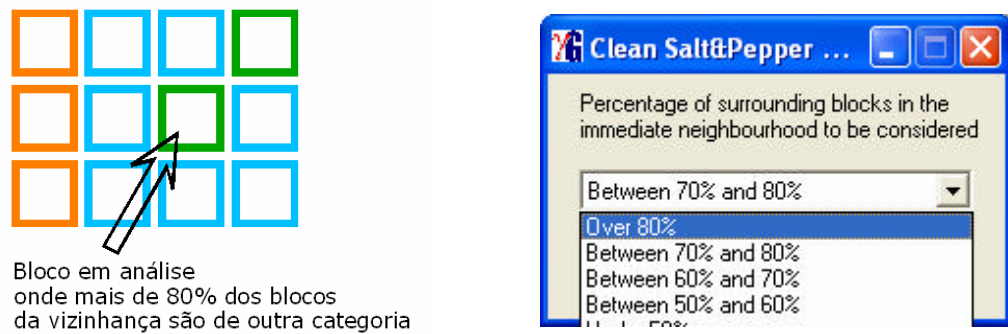 Bloco em análise
onde mais de 80% dos blocos
da vizinhança são de outra categoria
Clean Salt&Pepper ...
Percentage of surrounding blocks in the
immediate neighbourhood to be considered
Between 70% and 80%
Over 80%
Between 70% and 80%
Between 60% and 70%
Between 50% and 60%